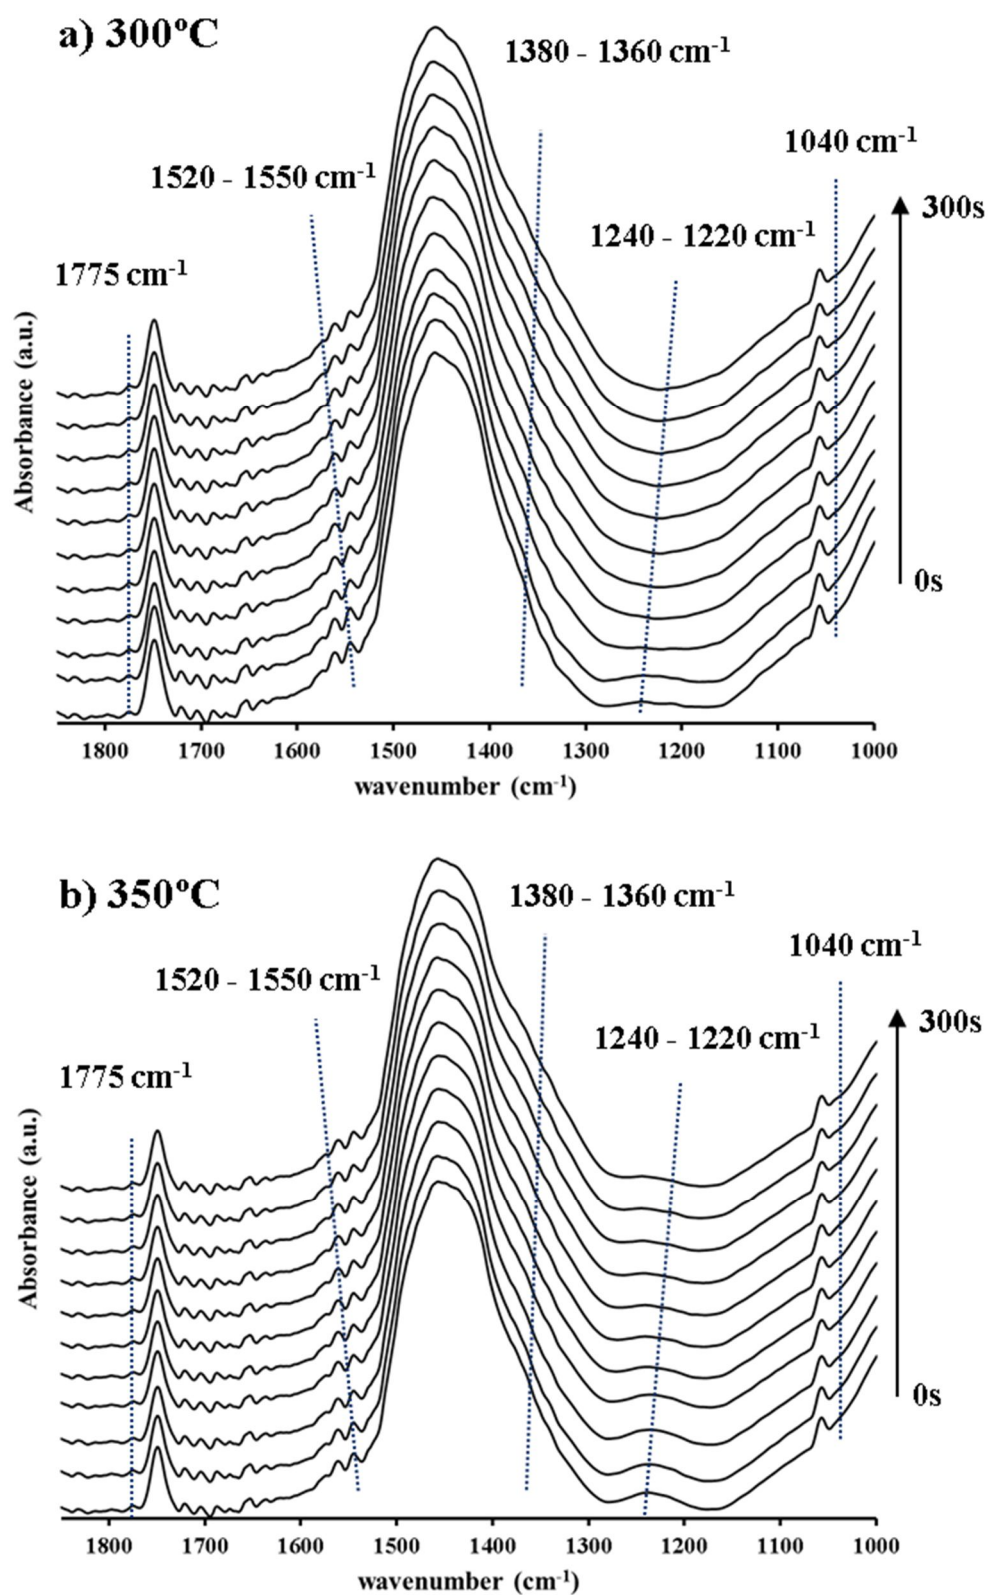 a) 300ºC
1380 - 1360 cm-1
1040 cm-1
1520 - 1550 cm-1
300s
1240 - 1220 cm-1
1775 cm-1
Absorbance (a.u.)
0s
1800 1700 1600 1500 1400 1300 1200 1100 1000
wavenumber (cm-1)
b) 350ºC
1380 - 1360 cm-1
1040 cm-1
1520 - 1550 cm-1
300s
1240 - 1220 cm-1
1775 cm-1
Absorbance (a.u.)
0s
1800 1700 1600 1500 1400 1300 1200 1100 1000
wavenumber (cm-1)